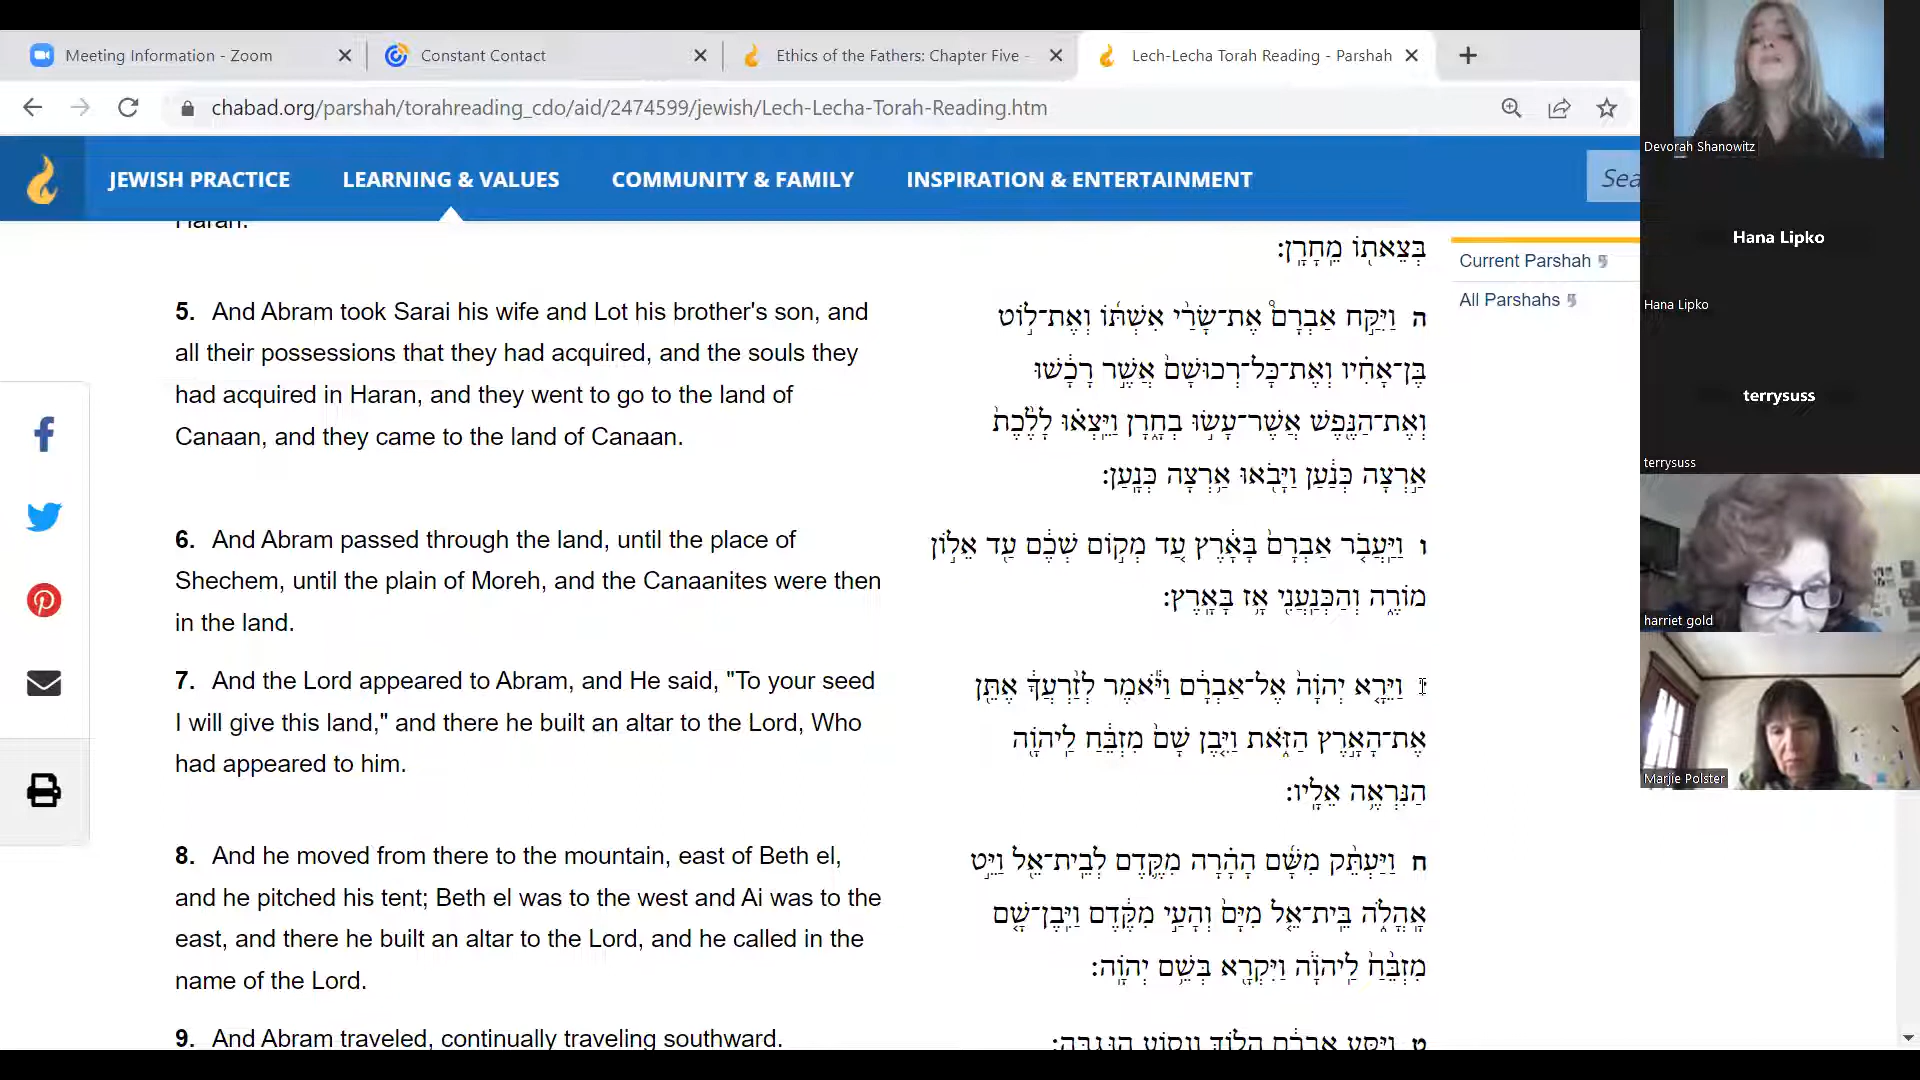 Meeting Information - Zoom
Constant Contact
Ethics of the Fathers: Chapter Five -
Lech-Lecha Torah Reading - Parshah
chabad.org/parshah/torahreading_cdo/aid/2474599/jewish/Lech-Lecha-Torah-Reading.htm
JEWISH PRACTICE
LEARNING & VALUES
COMMUNITY & FAMILY
INSPIRATION & ENTERTAINMENT
Sea
Haran.
5. And Abram took Sarai his wife and Lot his brother's son, and
all their possessions that they had acquired, and the souls they
had acquired in Haran, and they went to go to the land of
Canaan, and they came to the land of Canaan.
6. And Abram passed through the land, until the place of
Shechem, until the plain of Moreh, and the Canaanites were then
in the land.
7. And the Lord appeared to Abram, and He said, "To your seed
I will give this land," and there he built an altar to the Lord, Who
had appeared to him.
8. And he moved from there to the mountain, east of Beth el,
and he pitched his tent; Beth el was to the west and Ai was to the
east, and there he built an altar to the Lord, and he called in the
name of the Lord.
9. And Abram traveled, continually traveling southward.
בְּצֵאת֖וֹ מֵֽחָרָֽן:
ה וַיִּקַּ֣ח אַבְרָם֩ אֶת־שָׂרַ֨י אִשְׁתּ֜וֹ וְאֶת־ל֣וֹט
בֶּן־אָחִ֗יו וְאֶת־כָּל־רְכוּשָׁם֙ אֲשֶׁ֣ר רָכָ֔שׁוּ
וְאֶת־הַנֶּ֖פֶשׁ אֲשֶׁר־עָשׂ֣וּ בְחָרָ֑ן וַיֵּֽצְא֗וּ לָלֶ֨כֶת֙
אַ֣רְצָה כְּנַ֔עַן וַיָּבֹ֖אוּ אַ֥רְצָה כְּנָֽעַן:
ו וַיַּֽעֲבֹ֤ר אַבְרָם֙ בָּאָ֔רֶץ עַ֚ד מְק֣וֹם שְׁכֶ֔ם עַ֖ד אֵל֣וֹן
מוֹרֶ֑ה וְהַכְּנַֽעֲנִ֖י אָ֥ז בָּאָֽרֶץ:
ז וַיֵּרָ֤א יְהֹוָה֙ אֶל־אַבְרָ֔ם וַיֹּ֕אמֶר לְזַ֨רְעֲךָ֔ אֶתֵּ֖ן
אֶת־הָאָ֣רֶץ הַזֹּ֑את וַיִּ֤בֶן שָׁם֙ מִזְבֵּ֔חַ לַֽיהֹוָ֖ה
הַנִּרְאֶ֥ה אֵלָֽיו:
ח וַיַּעְתֵּ֨ק מִשָּׁ֜ם הָהָ֗רָה מִקֶּ֛דֶם לְבֵֽית־אֵ֖ל וַיֵּ֣ט
אָֽהֳלֹ֑ה בֵּֽית־אֵ֤ל מִיָּם֙ וְהָעַ֣י מִקֶּ֔דֶם וַיִּֽבֶן־שָׁ֤ם
מִזְבֵּ֨חַ֙ לַֽיהֹוָ֔ה וַיִּקְרָ֖א בְּשֵׁ֥ם יְהֹוָֽה:
ט וַיִּסַּ֣ע אַבְרָ֔ם הָל֥וֹךְ וְנָס֖וֹעַ הַנֶּֽגְבָּה:
Current Parshah
All Parshahs
Devorah Shanowitz
Hana Lipko
Hana Lipko
terrysuss
terrysuss
harriet gold
Marjie Polster